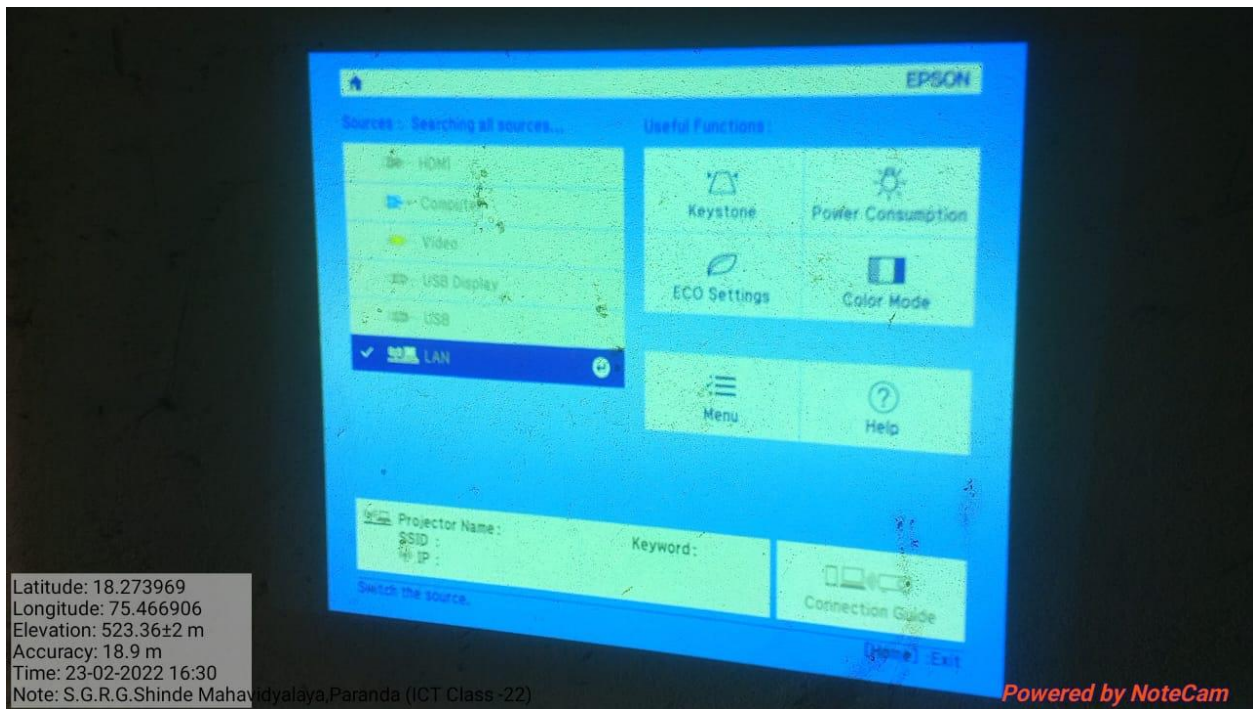 EPSON
Sources : Searching all sources...
Useful Functions :
HDMI
Computer
Video
USB Display
USB
LAN
Keystone
Power Consumption
ECO Settings
Color Mode
Menu
Help
Projector Name :
SSID :
IP :
Keyword :
Connection Guide
Switch the source.
[Home] :Exit
Latitude: 18.273969
Longitude: 75.466906
Elevation: 523.36±2 m
Accuracy: 18.9 m
Time: 23-02-2022 16:30
Note: S.G.R.G.Shinde Mahavidyalaya,Paranda (ICT Class -22)
Powered by NoteCam